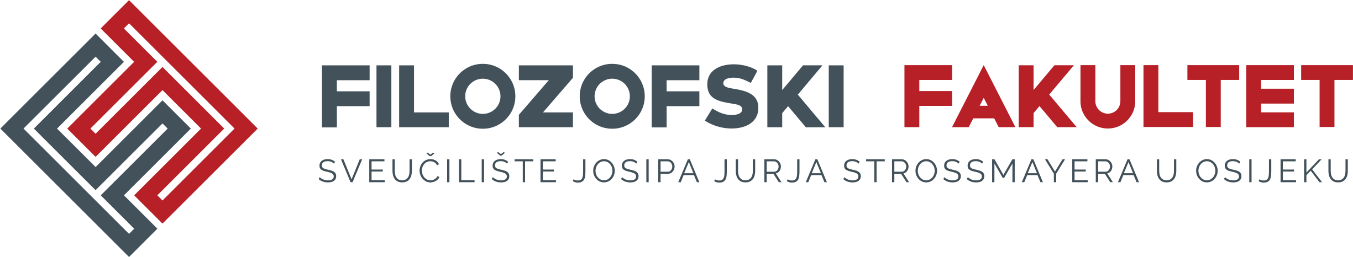 FILOZOFSKI FAKULTET
SVEUČILIŠTE JOSIPA JURJA STROSSMAYERA U OSIJEKU